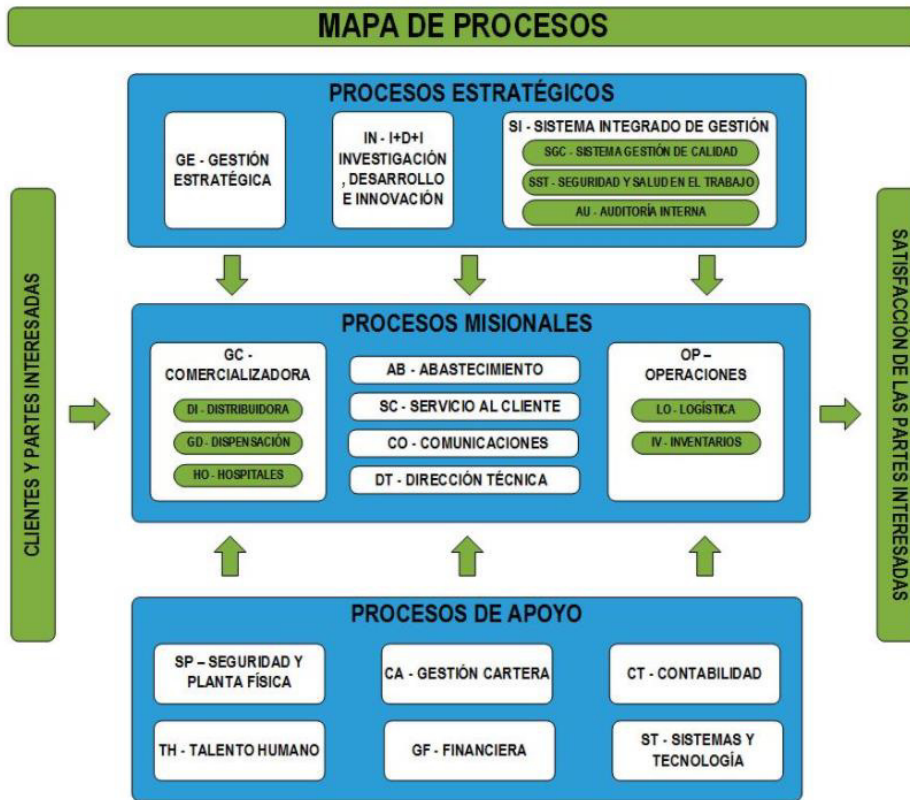 MAPA DE PROCESOS
CLIENTES Y PARTES INTERESADAS
PROCESOS ESTRATÉGICOS
GE - GESTIÓN
ESTRATÉGICA
IN - I+D+I
INVESTIGACIÓN
, DESARROLLO
E INNOVACIÓN
SI - SISTEMA INTEGRADO DE GESTIÓN
SGC - SISTEMA GESTIÓN DE CALIDAD
SST - SEGURIDAD Y SALUD EN EL TRABAJO
AU - AUDITORÍA INTERNA
PROCESOS MISIONALES
GC -
COMERCIALIZADORA
DI - DISTRIBUIDORA
GD - DISPENSACIÓN
HO - HOSPITALES
AB - ABASTECIMIENTO
SC - SERVICIO AL CLIENTE
CO - COMUNICACIONES
DT - DIRECCIÓN TÉCNICA
OP –
OPERACIONES
LO - LOGÍSTICA
IV - INVENTARIOS
PROCESOS DE APOYO
SP – SEGURIDAD Y
PLANTA FÍSICA
CA - GESTIÓN CARTERA
CT - CONTABILIDAD
TH - TALENTO HUMANO
GF - FINANCIERA
ST - SISTEMAS Y
TECNOLOGÍA
SATISFACCIÓN DE LAS PARTES INTERESADAS